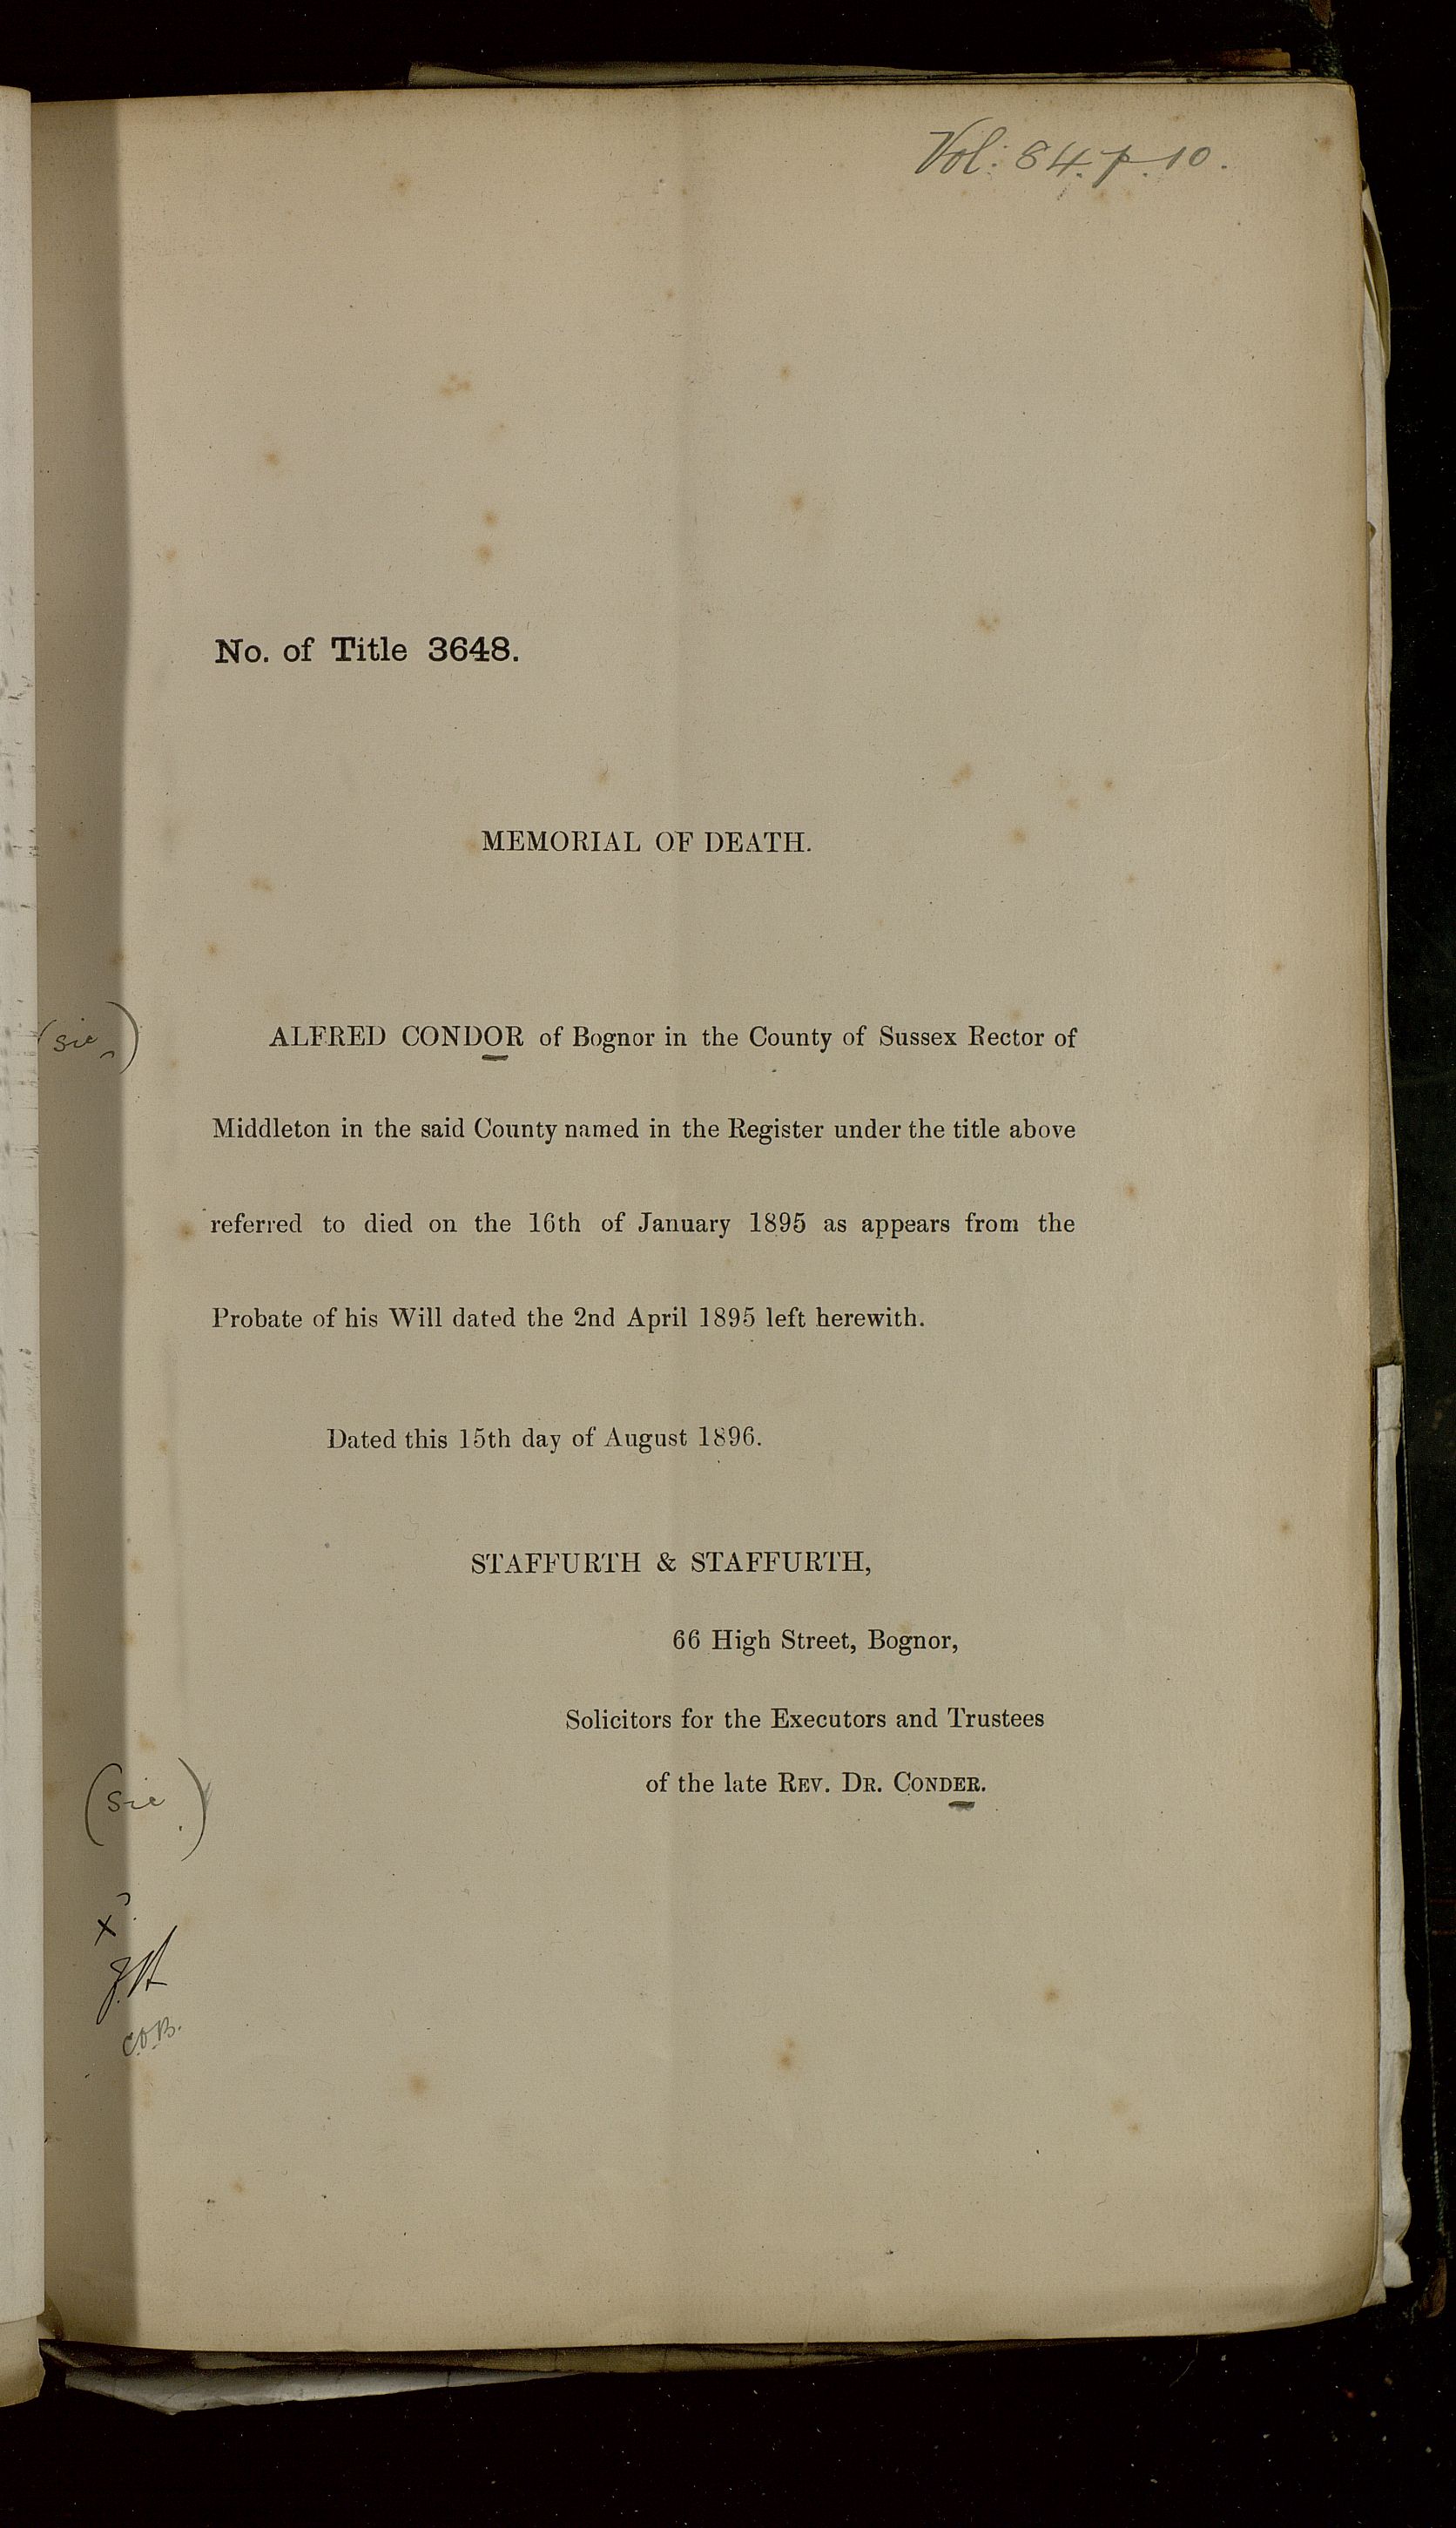 Vol: 84. p. 10.
No. of Title 3648.
MEMORIAL OF DEATH.
(sic)
ALFRED CONDOR of Bognor in the County of Sussex Rector of
Middleton in the said County named in the Register under the title above
referred to died on the 16th of January 1895 as appears from the
Probate of his Will dated the 2nd April 1895 left herewith.
Dated this 15th day of August 1896.
STAFFURTH & STAFFURTH,
66 High Street, Bognor,
Solicitors for the Executors and Trustees
of the late REV. DR. CONDER.
(sic)
x
C.O.B.